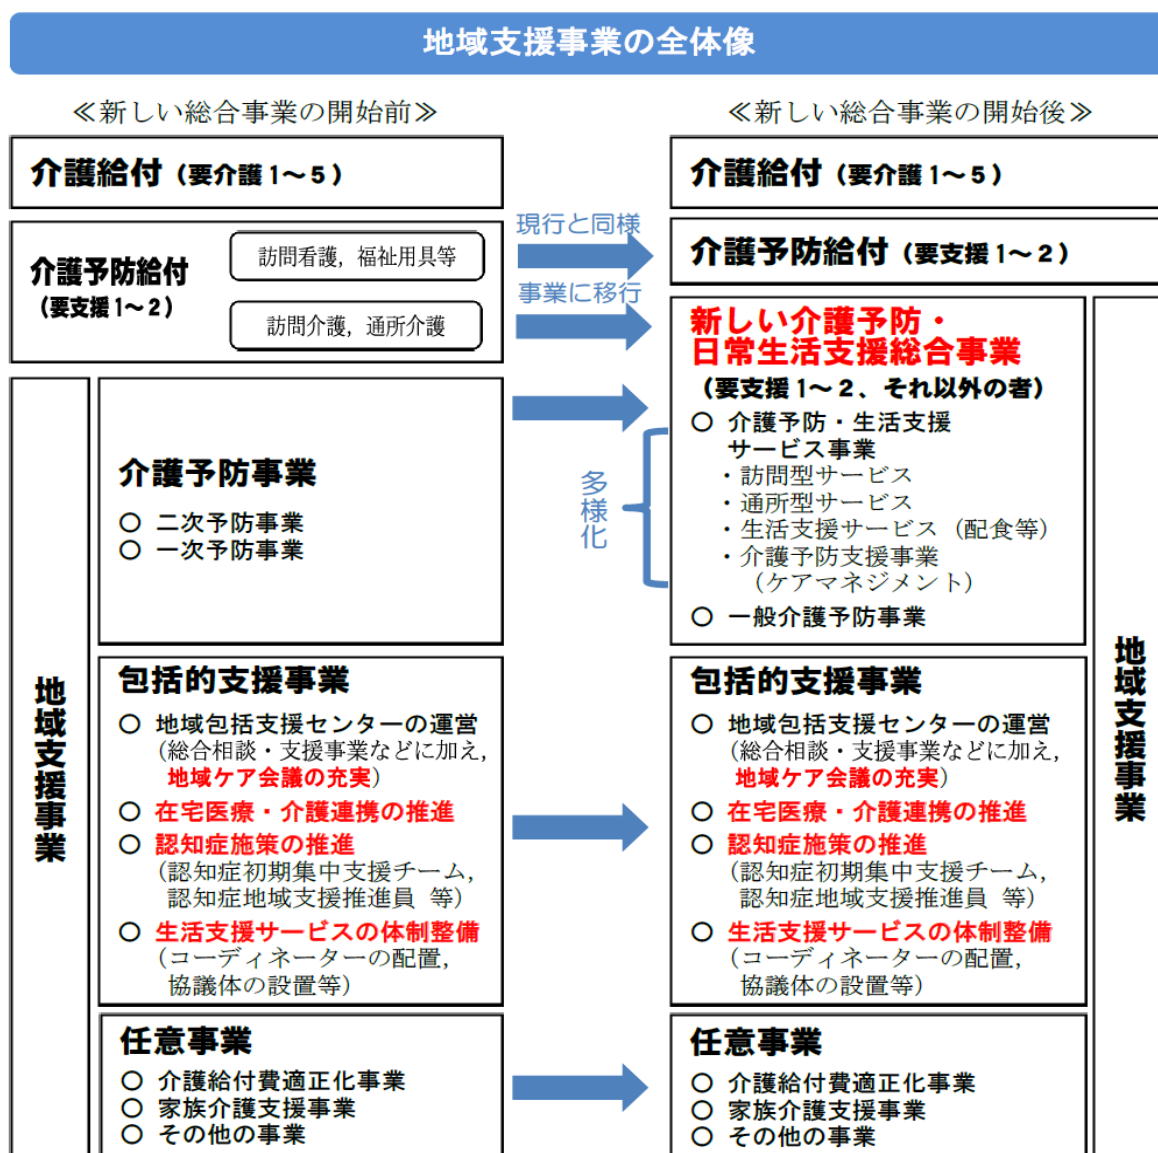 地域支援事業の全体像
≪新しい総合事業の開始前≫
介護給付（要介護1～5）
介護予防給付
（要支援1～2）
訪問看護，福祉用具等
訪問介護，通所介護
地域支援事業
介護予防事業
○ 二次予防事業
○ 一次予防事業
包括的支援事業
○ 地域包括支援センターの運営
（総合相談・支援事業などに加え，
地域ケア会議の充実）
○ 在宅医療・介護連携の推進
○ 認知症施策の推進
（認知症初期集中支援チーム，
認知症地域支援推進員 等）
○ 生活支援サービスの体制整備
（コーディネーターの配置，
協議体の設置等）
任意事業
○ 介護給付費適正化事業
○ 家族介護支援事業
○ その他の事業
現行と同様
事業に移行
多様化
≪新しい総合事業の開始後≫
介護給付（要介護1～5）
介護予防給付（要支援1～2）
新しい介護予防・
日常生活支援総合事業
（要支援1～2、それ以外の者）
○ 介護予防・生活支援
サービス事業
・訪問型サービス
・通所型サービス
・生活支援サービス（配食等）
・介護予防支援事業
（ケアマネジメント）
○ 一般介護予防事業
包括的支援事業
○ 地域包括支援センターの運営
（総合相談・支援事業などに加え，
地域ケア会議の充実）
○ 在宅医療・介護連携の推進
○ 認知症施策の推進
（認知症初期集中支援チーム，
認知症地域支援推進員 等）
○ 生活支援サービスの体制整備
（コーディネーターの配置，
協議体の設置等）
任意事業
○ 介護給付費適正化事業
○ 家族介護支援事業
○ その他の事業
地域支援事業